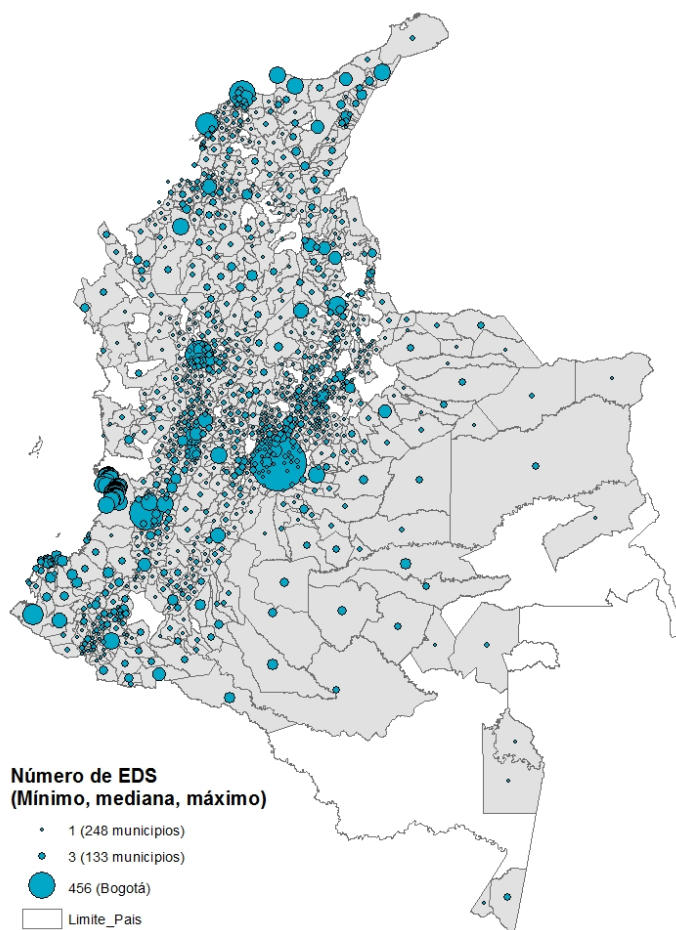 Número de EDS
(Mínimo, mediana, máximo)
1 (248 municipios)
3 (133 municipios)
456 (Bogotá)
Limite_Pais